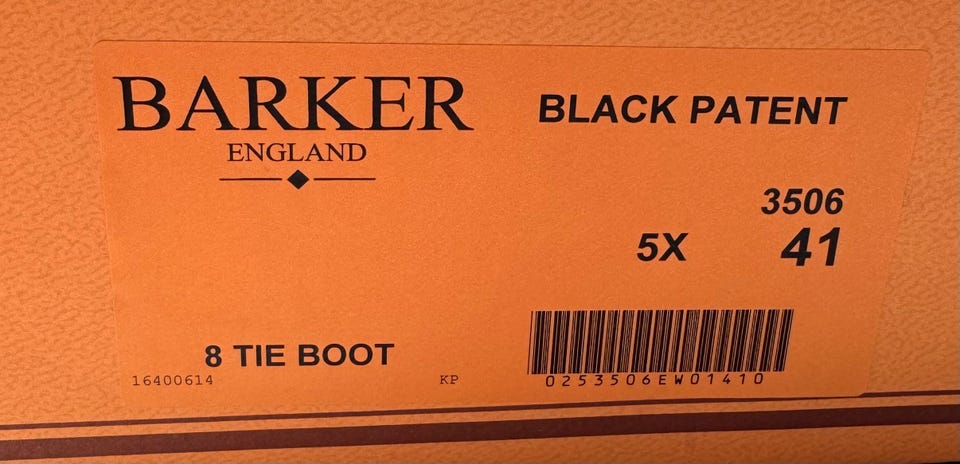 BARKER
ENGLAND
BLACK PATENT
3506
5X 41
8 TIE BOOT
16400614 KP
0253506EW01410